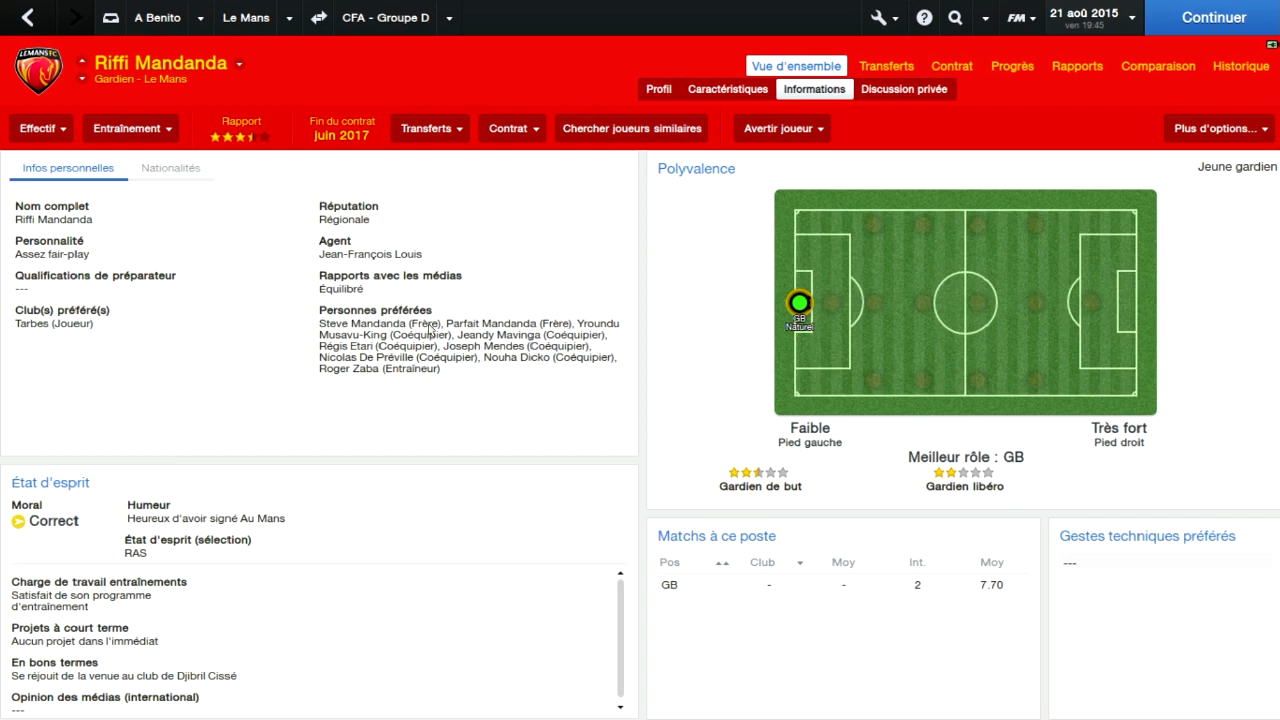 A Benito
Le Mans
CFA - Groupe D
FM
21 aoû 2015
ven 19:45
Continuer
LE MANS FC
Riffi Mandanda
Gardien - Le Mans
Vue d'ensemble
Transferts
Contrat
Progrès
Rapports
Comparaison
Historique
Profil
Caractéristiques
Informations
Discussion privée
Effectif
Entraînement
Rapport
Fin du contrat
juin 2017
Transferts
Contrat
Chercher joueurs similaires
Avertir joueur
Plus d'options...
Infos personnelles
Nationalités
Nom complet
Riffi Mandanda
Personnalité
Assez fair-play
Qualifications de préparateur
---
Club(s) préféré(s)
Tarbes (Joueur)
Réputation
Régionale
Agent
Jean-François Louis
Rapports avec les médias
Équilibré
Personnes préférées
Steve Mandanda (Frère), Parfait Mandanda (Frère), Yroundu
Musavu-King (Coéquipier), Jeandy Mavinga (Coéquipier),
Régis Etari (Coéquipier), Joseph Mendes (Coéquipier),
Nicolas De Préville (Coéquipier), Nouha Dicko (Coéquipier),
Roger Zaba (Entraîneur)
État d'esprit
Moral
Correct
Humeur
Heureux d'avoir signé Au Mans
État d'esprit (sélection)
RAS
Charge de travail entraînements
Satisfait de son programme
d'entraînement
Projets à court terme
Aucun projet dans l'immédiat
En bons termes
Se réjouit de la venue au club de Djibril Cissé
Opinion des médias (international)
---
Polyvalence
Jeune gardien
GB
Naturel
Faible
Pied gauche
Très fort
Pied droit
Meilleur rôle : GB
Gardien de but
Gardien libéro
Matchs à ce poste
Pos Club Moy Int. Moy
GB - - 2 7.70
Gestes techniques préférés
---